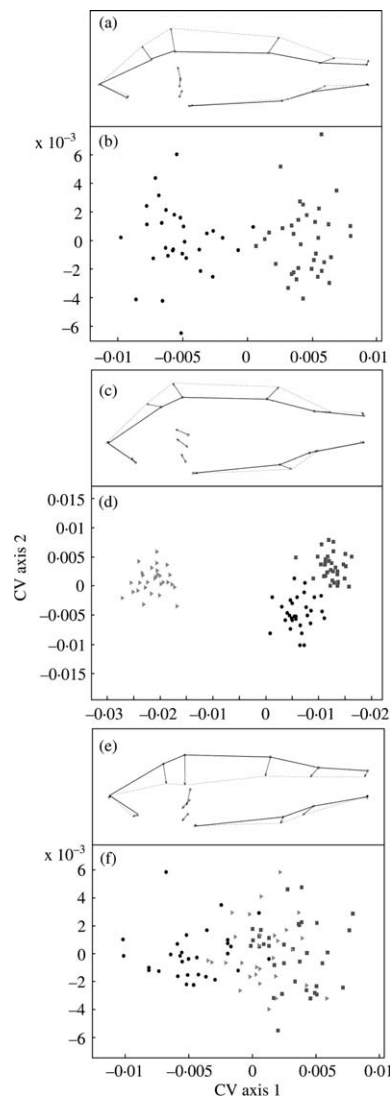 (a)
x 10⁻³
(b)
6
4
2
0
−2
−4
−6
−0·01 −0·005 0 0·005 0·01
(c)
CV axis 2
(d)
0·015
0·01
0·005
0
−0·005
−0·01
−0·015
−0·03 −0·02 −0·01 0 −0·01 −0·02
(e)
x 10⁻³
(f)
6
4
2
0
−2
−4
−6
−0·01 −0·005 0 0·005 0·01
CV axis 1